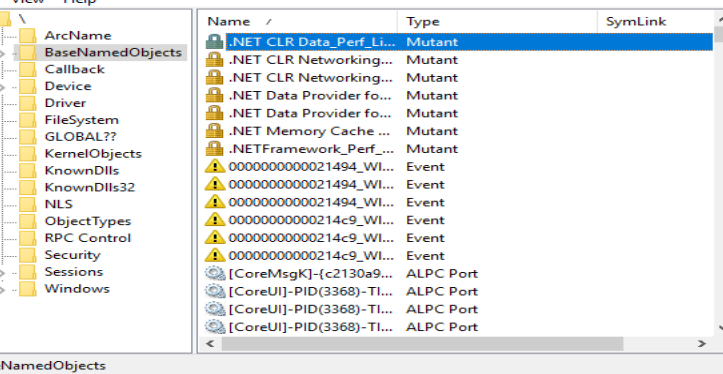 View Help
\
ArcName
BaseNamedObjects
Callback
Device
Driver
FileSystem
GLOBAL??
KernelObjects
KnownDlls
KnownDlls32
NLS
ObjectTypes
RPC Control
Security
Sessions
Windows
Name Type SymLink
.NET CLR Data_Perf_Li... Mutant
.NET CLR Networking... Mutant
.NET CLR Networking... Mutant
.NET Data Provider fo... Mutant
.NET Data Provider fo... Mutant
.NET Memory Cache ... Mutant
.NETFramework_Perf_... Mutant
0000000000021494_WI... Event
0000000000021494_WI... Event
0000000000021494_WI... Event
00000000000214c9_WI... Event
00000000000214c9_WI... Event
00000000000214c9_WI... Event
[CoreMsgK]-{c2130a9... ALPC Port
[CoreUI]-PID(3368)-TI... ALPC Port
[CoreUI]-PID(3368)-TI... ALPC Port
[CoreUI]-PID(3368)-TI... ALPC Port
eNamedObjects